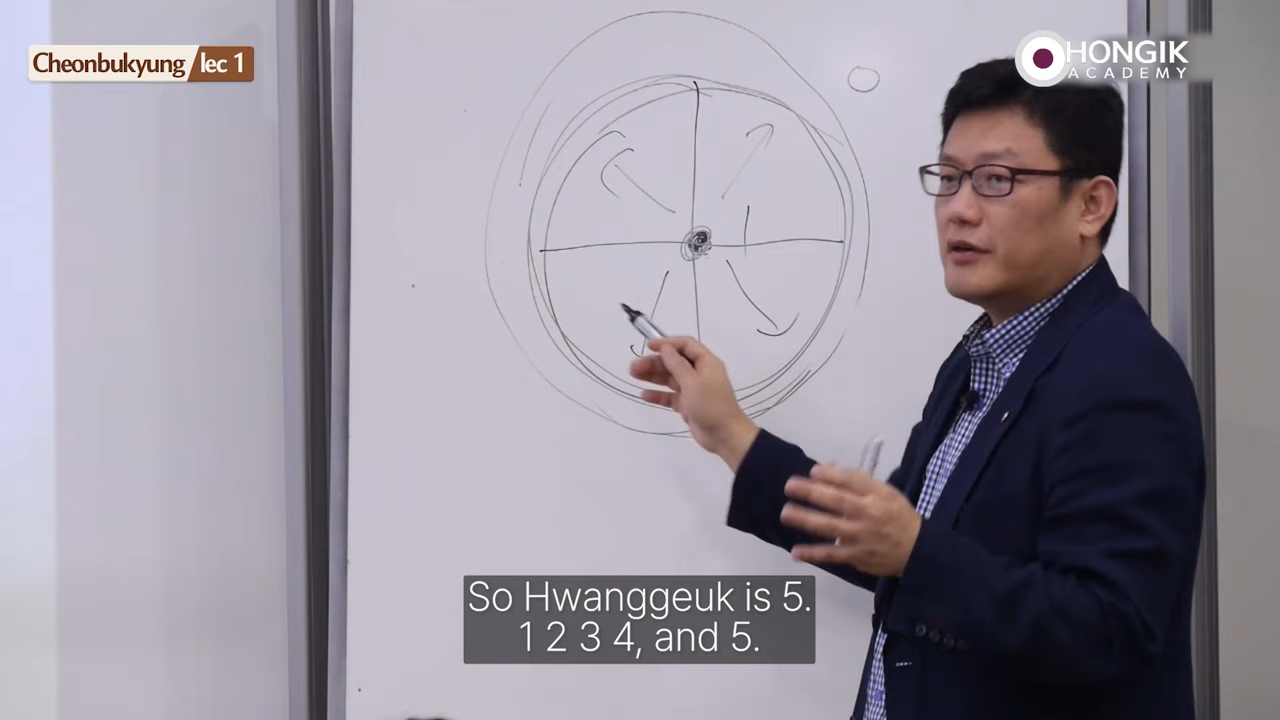 Cheonbukyung lec 1
HONGIK
ACADEMY
So Hwanggeuk is 5.
1 2 3 4, and 5.